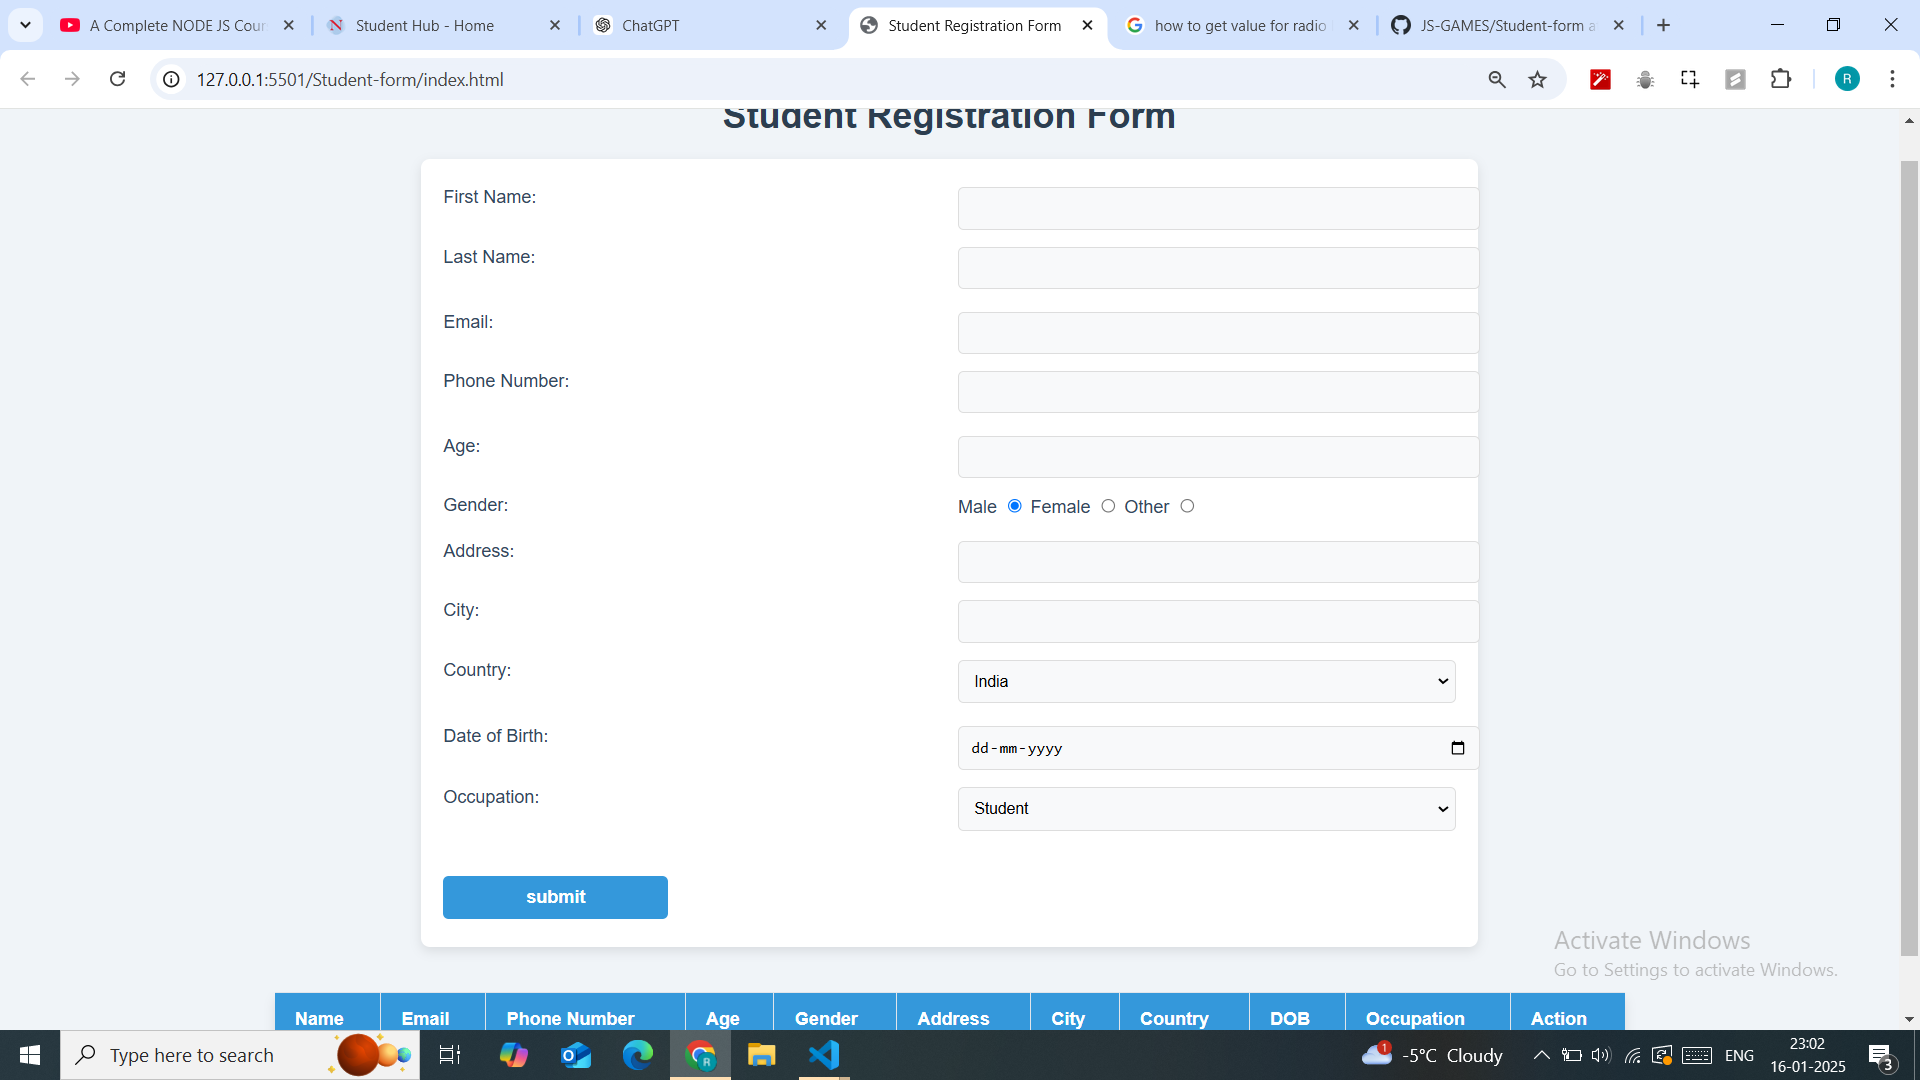 A Complete NODE JS Cour
Student Hub - Home
ChatGPT
Student Registration Form
how to get value for radio
JS-GAMES/Student-form a
127.0.0.1:5501/Student-form/index.html
R
Student Registration Form
First Name:
Last Name:
Email:
Phone Number:
Age:
Gender:
Male Female Other
Address:
City:
Country:
India
Date of Birth:
dd-mm-yyyy
Occupation:
Student
submit
Activate Windows
Go to Settings to activate Windows.
Name Email Phone Number Age Gender Address City Country DOB Occupation Action
Type here to search
R
1
-5°C Cloudy
ENG
23:02
16-01-2025
3